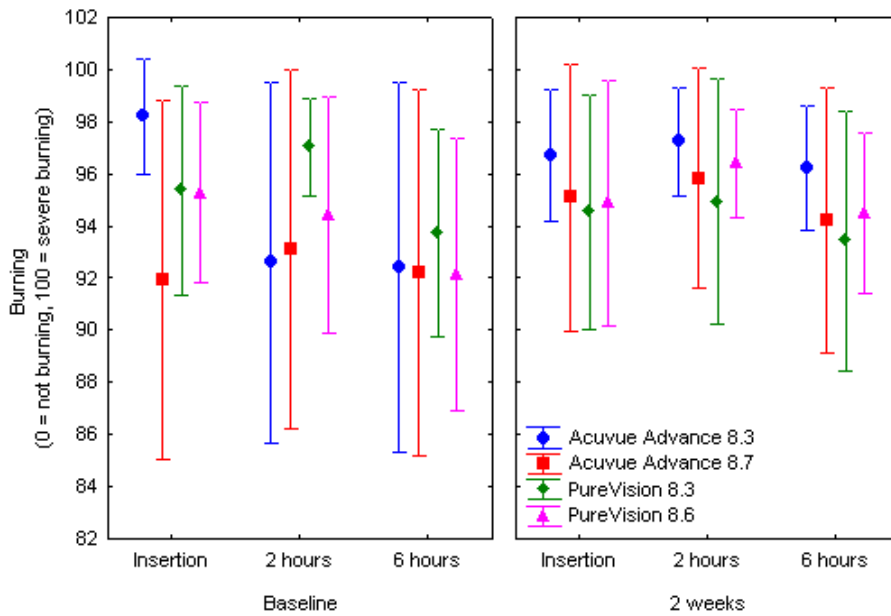 Burning
(0 = not burning, 100 = severe burning)
102
100
98
96
94
92
90
88
86
84
82
Acuvue Advance 8.3
Acuvue Advance 8.7
PureVision 8.3
PureVision 8.6
Insertion 2 hours 6 hours Insertion 2 hours 6 hours
Baseline 2 weeks